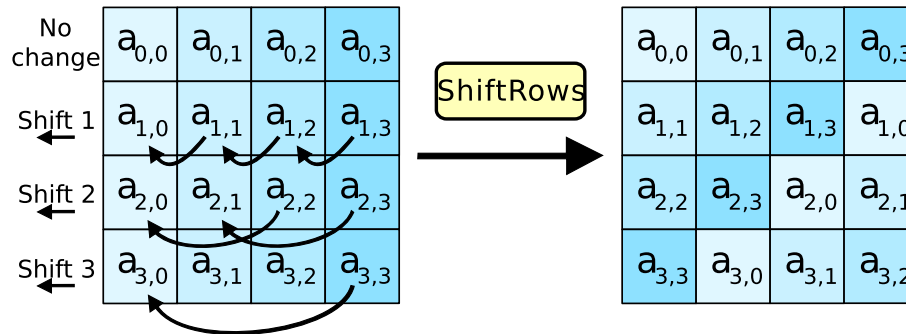 No
change
a0,0 a0,1 a0,2 a0,3
a0,0 a0,1 a0,2 a0,3
ShiftRows
Shift 1
a1,0 a1,1 a1,2 a1,3
a1,1 a1,2 a1,3 a1,0
Shift 2
a2,0 a2,1 a2,2 a2,3
a2,2 a2,3 a2,0 a2,1
Shift 3
a3,0 a3,1 a3,2 a3,3
a3,3 a3,0 a3,1 a3,2